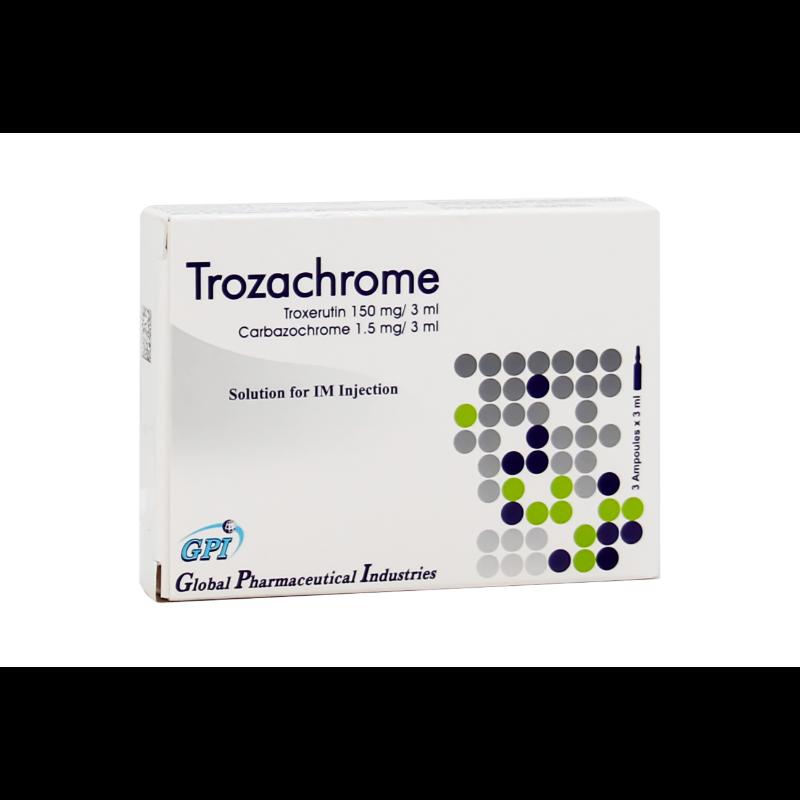 Trozachrome
Troxerutin 150 mg/ 3 ml
Carbazochrome 1.5 mg/ 3 ml
Solution for IM Injection
3 Ampoules x 3 ml
GPI
Global Pharmaceutical Industries